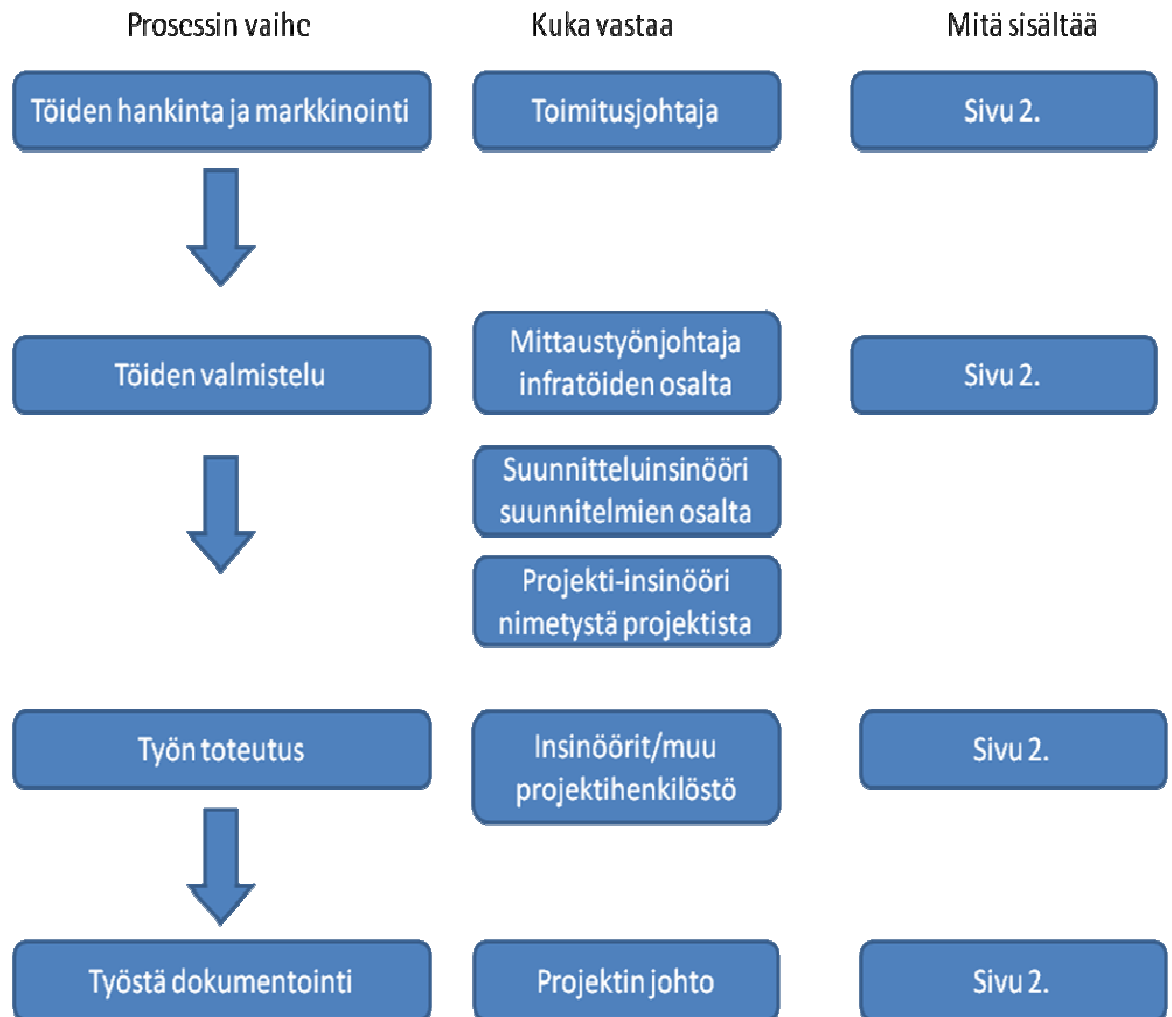 Prosessin vaihe
Kuka vastaa
Mitä sisältää
Töiden hankinta ja markkinointi
Toimitusjohtaja
Sivu 2.
Töiden valmistelu
Mittaustyönjohtaja
infratöiden osalta
Sivu 2.
Suunnitteluinsinööri
suunnitelmien osalta
Projekti-insinööri
nimetystä projektista
Työn toteutus
Insinöörit/muu
projektihenkilöstö
Sivu 2.
Työstä dokumentointi
Projektin johto
Sivu 2.